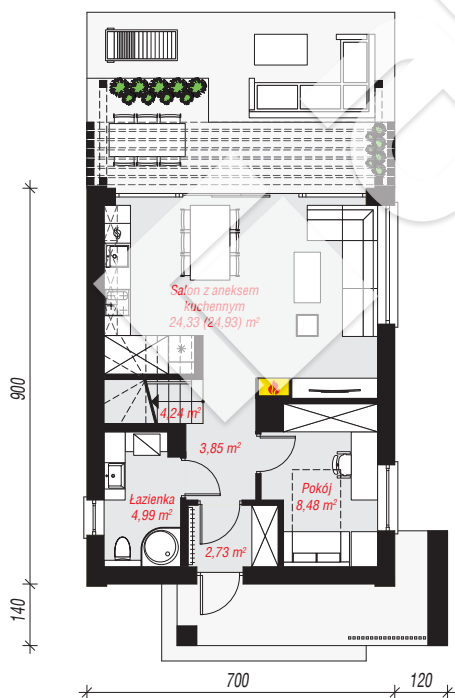 Salon z aneksem
kuchennym
24,33 (24,93) m²
4,24 m²
3,85 m²
Łazienka
4,99 m²
Pokój
8,48 m²
2,73 m²
900
140
700
120